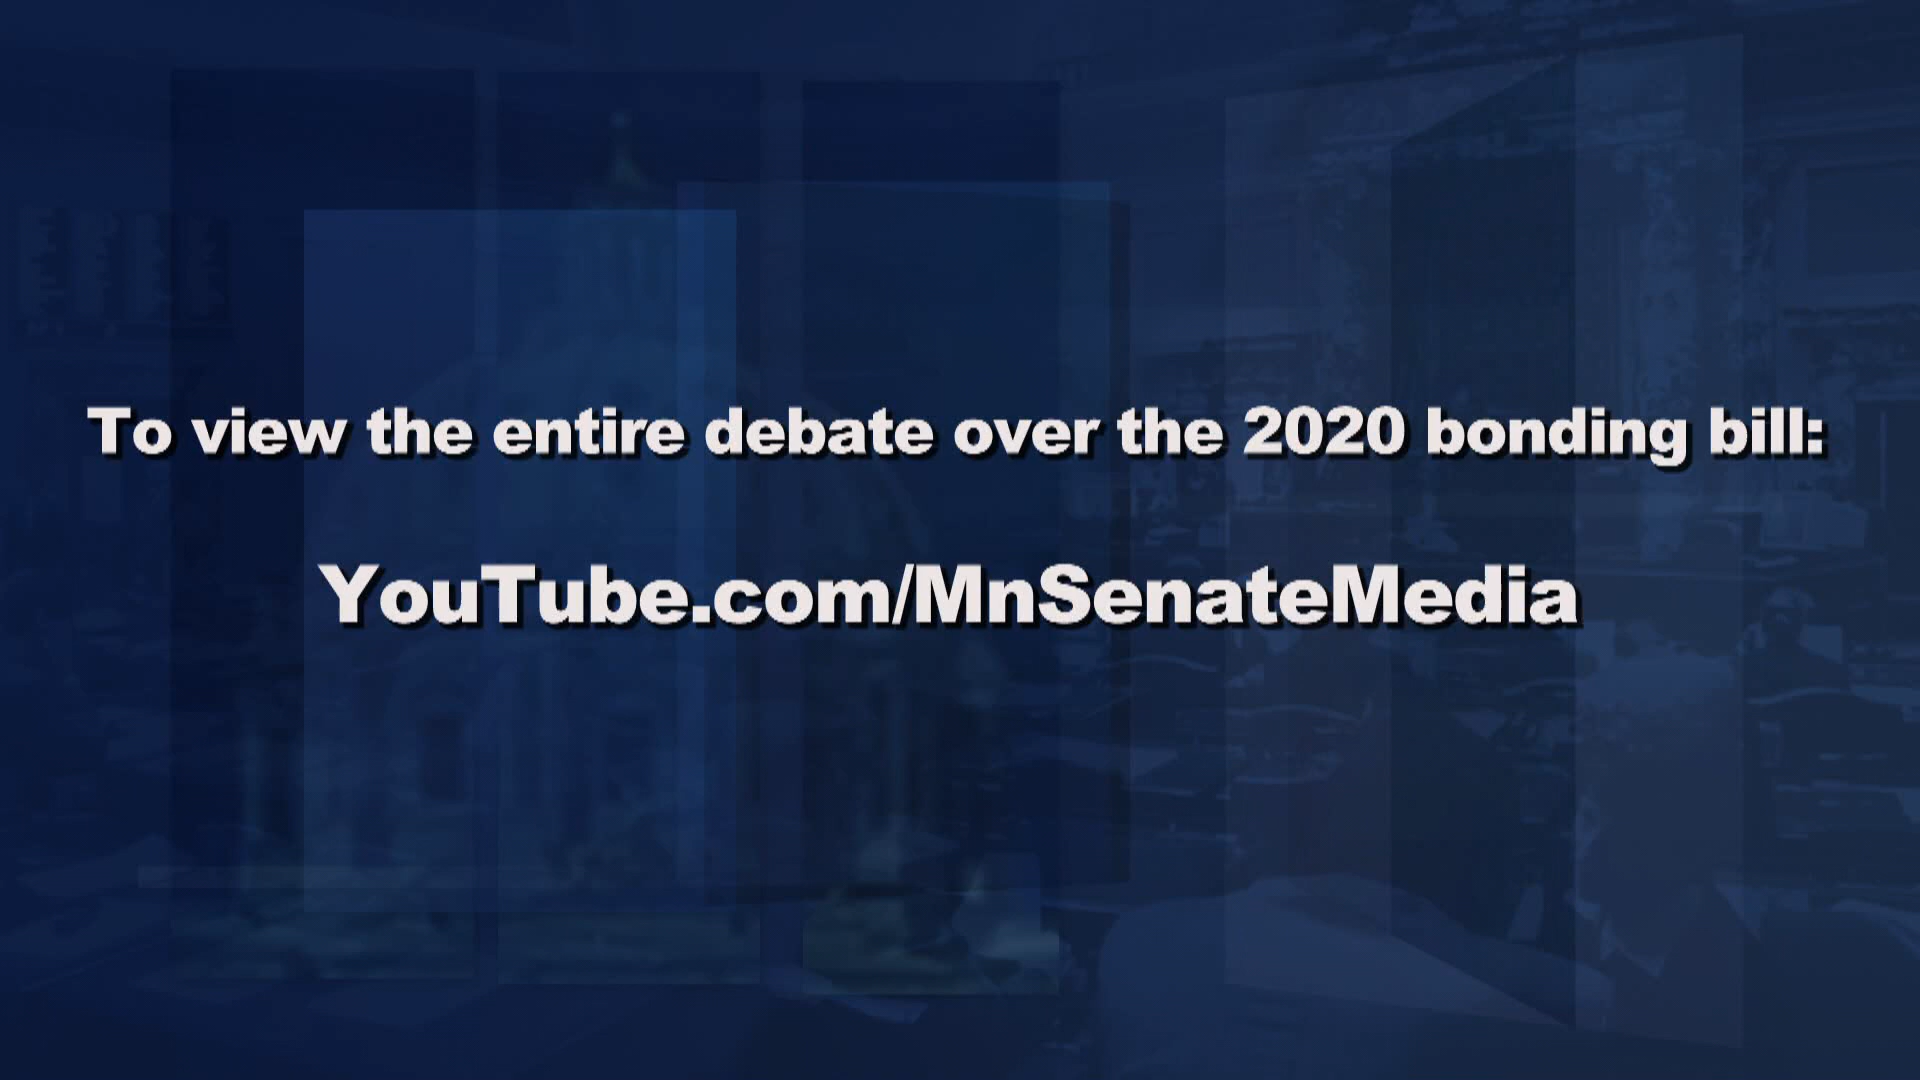 To view the entire debate over the 2020 bonding bill:
YouTube.com/MnSenateMedia